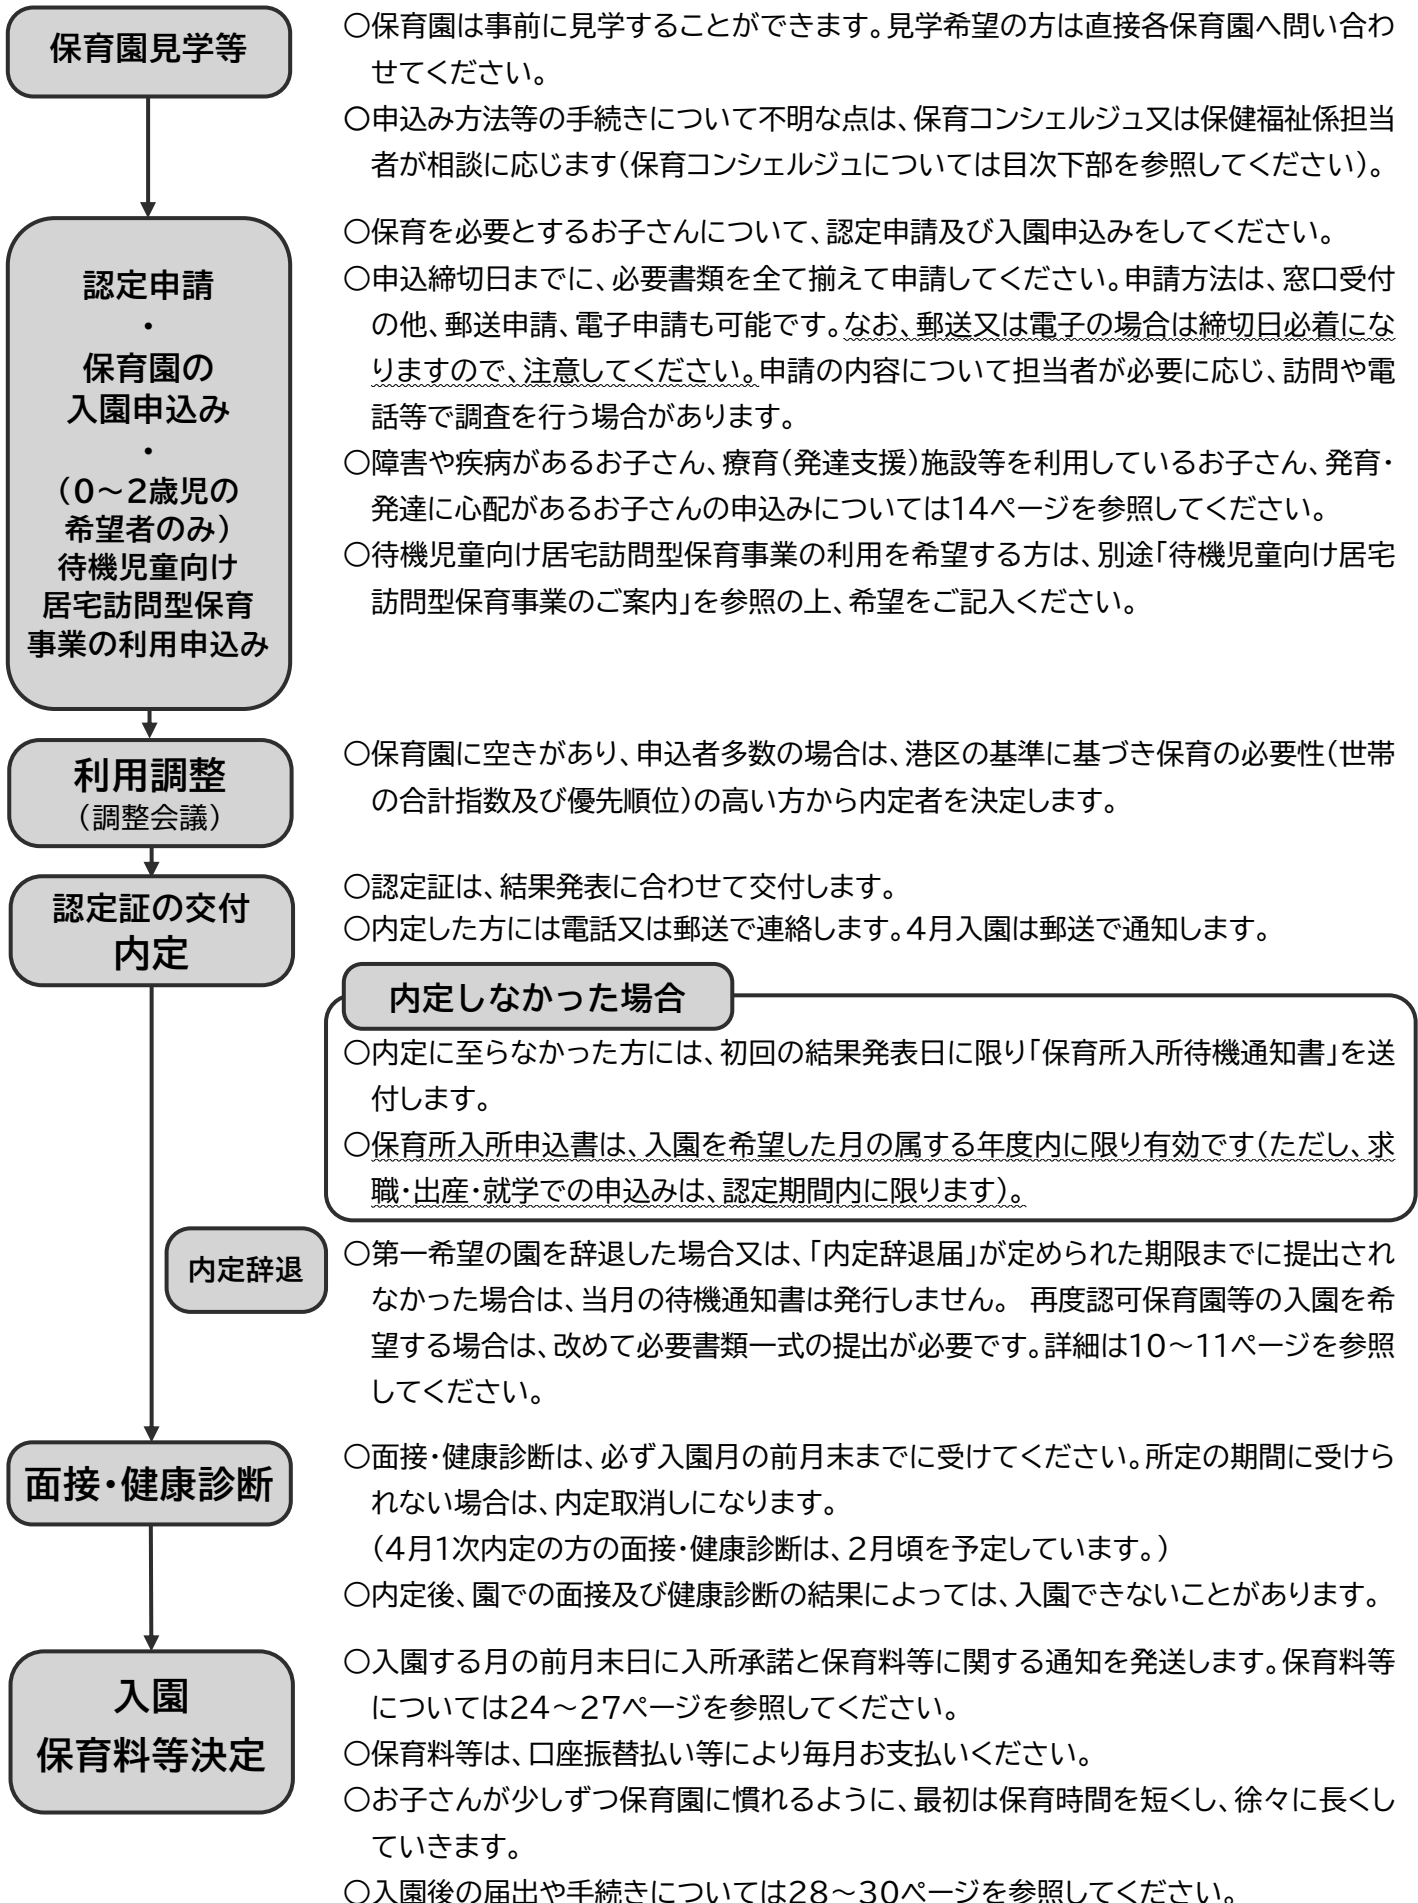 保育園見学等
〇保育園は事前に見学することができます。見学希望の方は直接各保育園へ問い合わ
せてください。
〇申込み方法等の手続きについて不明な点は、保育コンシェルジュ又は保健福祉係担当
者が相談に応じます（保育コンシェルジュについては目次下部を参照してください）。
認定申請
・
保育園の
入園申込み
・
（0～2歳児の
希望者のみ）
待機児童向け
居宅訪問型保育
事業の利用申込み
〇保育を必要とするお子さんについて、認定申請及び入園申込みをしてください。
〇申込締切日までに、必要書類を全て揃えて申請してください。申請方法は、窓口受付
の他、郵送申請、電子申請も可能です。なお、郵送又は電子の場合は締切日必着にな
りますので、注意してください。申請の内容について担当者が必要に応じ、訪問や電
話等で調査を行う場合があります。
〇障害や疾病があるお子さん、療育（発達支援）施設等を利用しているお子さん、発育・
発達に心配があるお子さんの申込みについては14ページを参照してください。
〇待機児童向け居宅訪問型保育事業の利用を希望する方は、別途「待機児童向け居宅
訪問型保育事業のご案内」を参照の上、希望をご記入ください。
利用調整
（調整会議）
〇保育園に空きがあり、申込者多数の場合は、港区の基準に基づき保育の必要性（世帯
の合計指数及び優先順位）の高い方から内定者を決定します。
認定証の交付
内定
〇認定証は、結果発表に合わせて交付します。
〇内定した方には電話又は郵送で連絡します。4月入園は郵送で通知します。
内定しなかった場合
〇内定に至らなかった方には、初回の結果発表日に限り「保育所入所待機通知書」を送
付します。
〇保育所入所申込書は、入園を希望した月の属する年度内に限り有効です（ただし、求
職・出産・就学での申込みは、認定期間内に限ります）。
内定辞退
〇第一希望の園を辞退した場合又は、「内定辞退届」が定められた期限までに提出され
なかった場合は、当月の待機通知書は発行しません。 再度認可保育園等の入園を希
望する場合は、改めて必要書類一式の提出が必要です。詳細は10～11ページを参照
してください。
面接・健康診断
〇面接・健康診断は、必ず入園月の前月末までに受けてください。所定の期間に受けら
れない場合は、内定取消しになります。
（4月1次内定の方の面接・健康診断は、2月頃を予定しています。）
〇内定後、園での面接及び健康診断の結果によっては、入園できないことがあります。
入園
保育料等決定
〇入園する月の前月末日に入所承諾と保育料等に関する通知を発送します。保育料等
については24～27ページを参照してください。
〇保育料等は、口座振替払い等により毎月お支払いください。
〇お子さんが少しずつ保育園に慣れるように、最初は保育時間を短くし、徐々に長くし
ていきます。
〇入園後の届出や手続きについては28～30ページを参照してください。